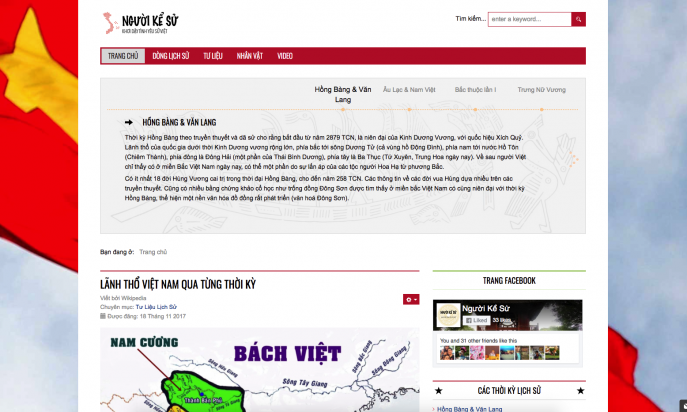 NGƯỜI KỂ SỬ
KHƠI DẬY TÌNH YÊU SỬ VIỆT
Tìm kiếm...
enter a keyword...
TRANG CHỦ
DÒNG LỊCH SỬ
TƯ LIỆU
NHÂN VẬT
VIDEO
Hồng Bàng & Văn
Lang
Âu Lạc & Nam Việt
Bắc thuộc lần I
Trưng Nữ Vương
HỒNG BÀNG & VĂN LANG
Thời kỳ Hồng Bàng theo truyền thuyết và dã sử cho rằng bắt đầu từ năm 2879 TCN, là niên đại của Kinh Dương Vương, với quốc hiệu Xích Quỷ.
Lãnh thổ của quốc gia dưới thời Kinh Dương vương rộng lớn, phía bắc tới sông Dương Tử (cả vùng hồ Động Đình), phía nam tới nước Hồ Tôn
(Chiêm Thành), phía đông là Đông Hải (một phần của Thái Bình Dương), phía tây là Ba Thục (Tứ Xuyên, Trung Hoa ngày nay). Về sau người Việt
chỉ thấy có ở miền Bắc Việt Nam ngày nay, có thể một phần do sự lấn áp của các tộc người Hoa Hạ từ phương Bắc.
Có ít nhất 18 đời Hùng Vương cai trị trong thời đại Hồng Bàng, cho đến năm 258 TCN. Các thông tin về các đời vua Hùng dựa nhiều trên các
truyền thuyết. Cũng có nhiều bằng chứng khảo cổ học như trống đồng Đông Sơn được tìm thấy ở miền bắc Việt Nam có cùng niên đại với thời kỳ
Hồng Bàng, thể hiện một nền văn hóa đồ đồng rất phát triển (văn hoá Đông Sơn).
Bạn đang ở: Trang chủ
LÃNH THỔ VIỆT NAM QUA TỪNG THỜI KỲ
Viết bởi Wikipedia
Chuyên mục: Tư Liệu Lịch Sử
Được đăng: 18 Tháng 11 2017
NAM CƯƠNG
BÁCH VIỆT
Sông Tây Giang
TRANG FACEBOOK
NGƯỜI KỂ SỬ
Người Kể Sử
Liked
33 likes
You and 31 other friends like this
CÁC THỜI KỲ LỊCH SỬ
Hồng Bàng & Văn Lang